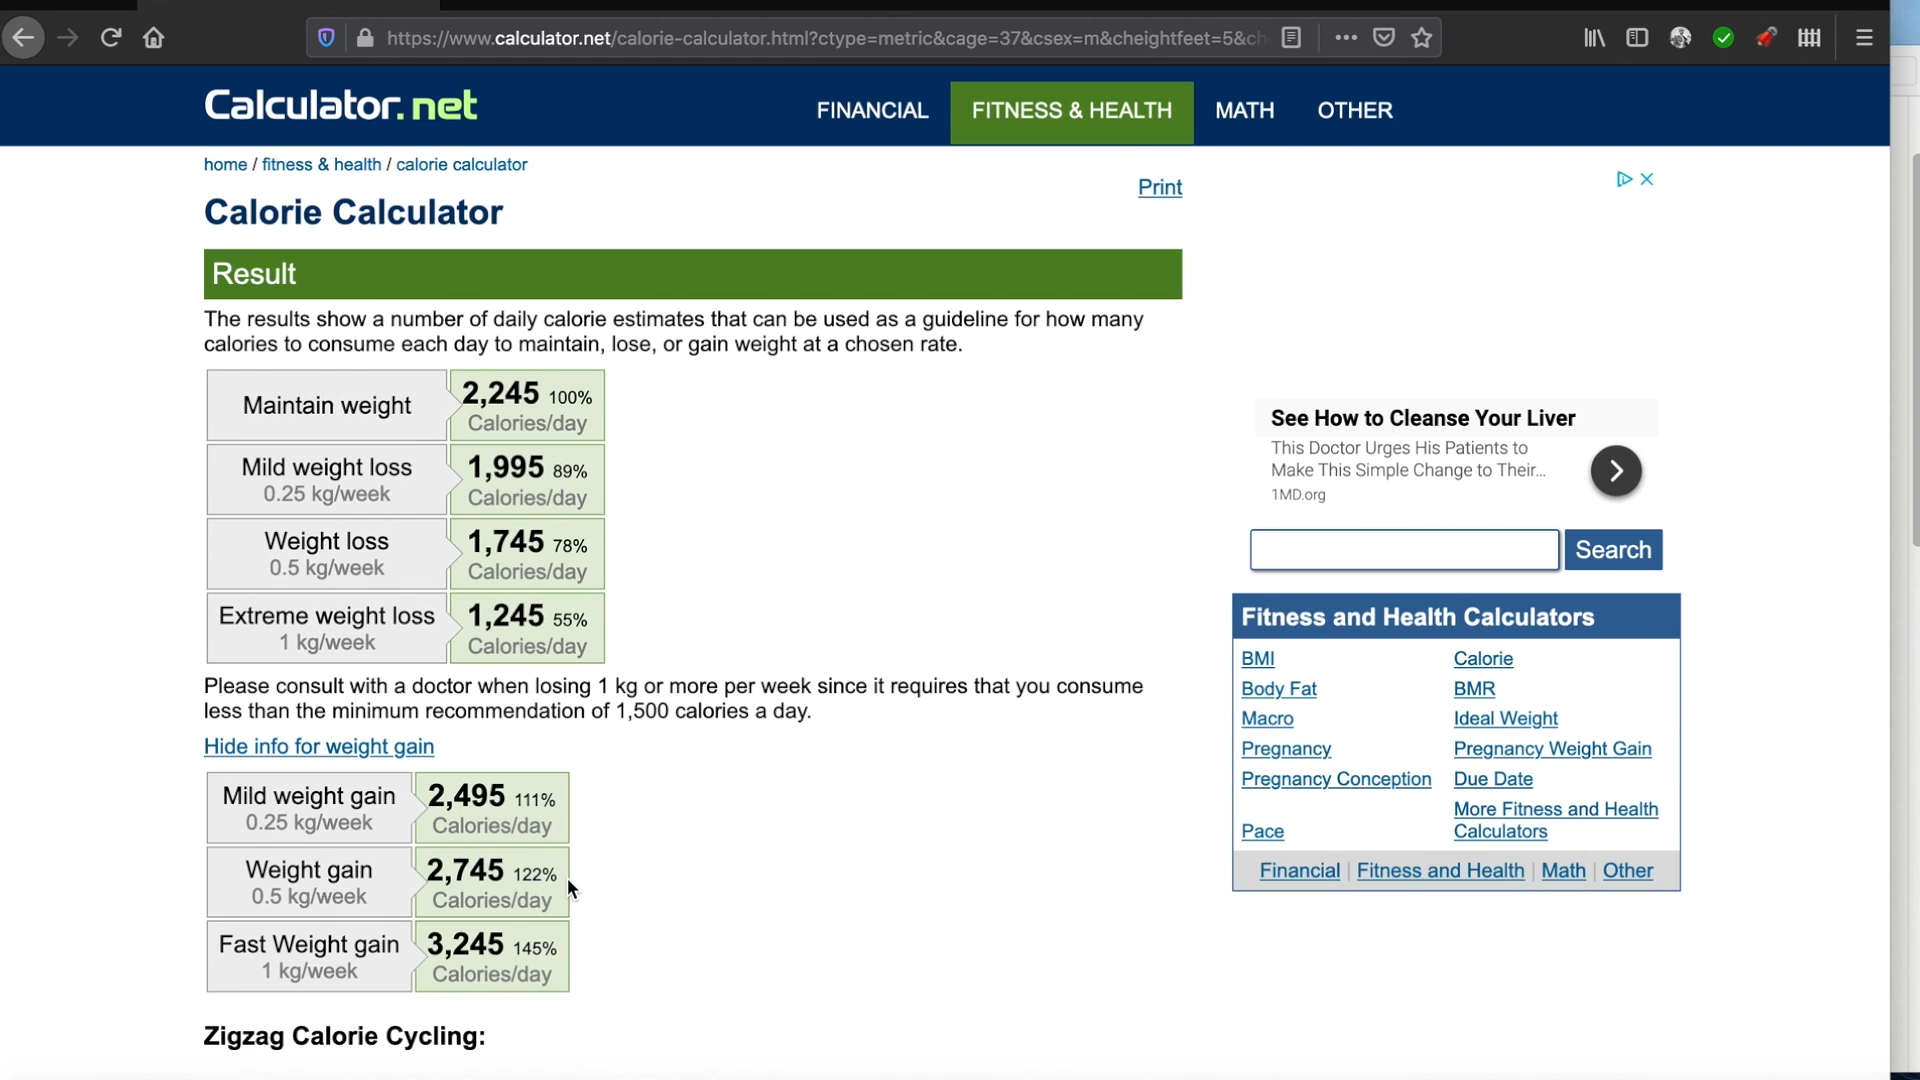 https://www.calculator.net/calorie-calculator.html?ctype=metric&cage=37&csex=m&cheightfeet=5&ch
Calculator.net
FINANCIAL
FITNESS & HEALTH
MATH
OTHER
home / fitness & health / calorie calculator
Print
Calorie Calculator
Result
The results show a number of daily calorie estimates that can be used as a guideline for how many
calories to consume each day to maintain, lose, or gain weight at a chosen rate.
Maintain weight
2,245 100%
Calories/day
Mild weight loss
0.25 kg/week
1,995 89%
Calories/day
Weight loss
0.5 kg/week
1,745 78%
Calories/day
Extreme weight loss
1 kg/week
1,245 55%
Calories/day
Please consult with a doctor when losing 1 kg or more per week since it requires that you consume
less than the minimum recommendation of 1,500 calories a day.
Hide info for weight gain
Mild weight gain
0.25 kg/week
2,495 111%
Calories/day
Weight gain
0.5 kg/week
2,745 122%
Calories/day
Fast Weight gain
1 kg/week
3,245 145%
Calories/day
Zigzag Calorie Cycling:
See How to Cleanse Your Liver
This Doctor Urges His Patients to
Make This Simple Change to Their...
1MD.org
Search
Fitness and Health Calculators
BMI
Calorie
Body Fat
BMR
Macro
Ideal Weight
Pregnancy
Pregnancy Weight Gain
Pregnancy Conception
Due Date
Pace
More Fitness and Health
Calculators
Financial | Fitness and Health | Math | Other